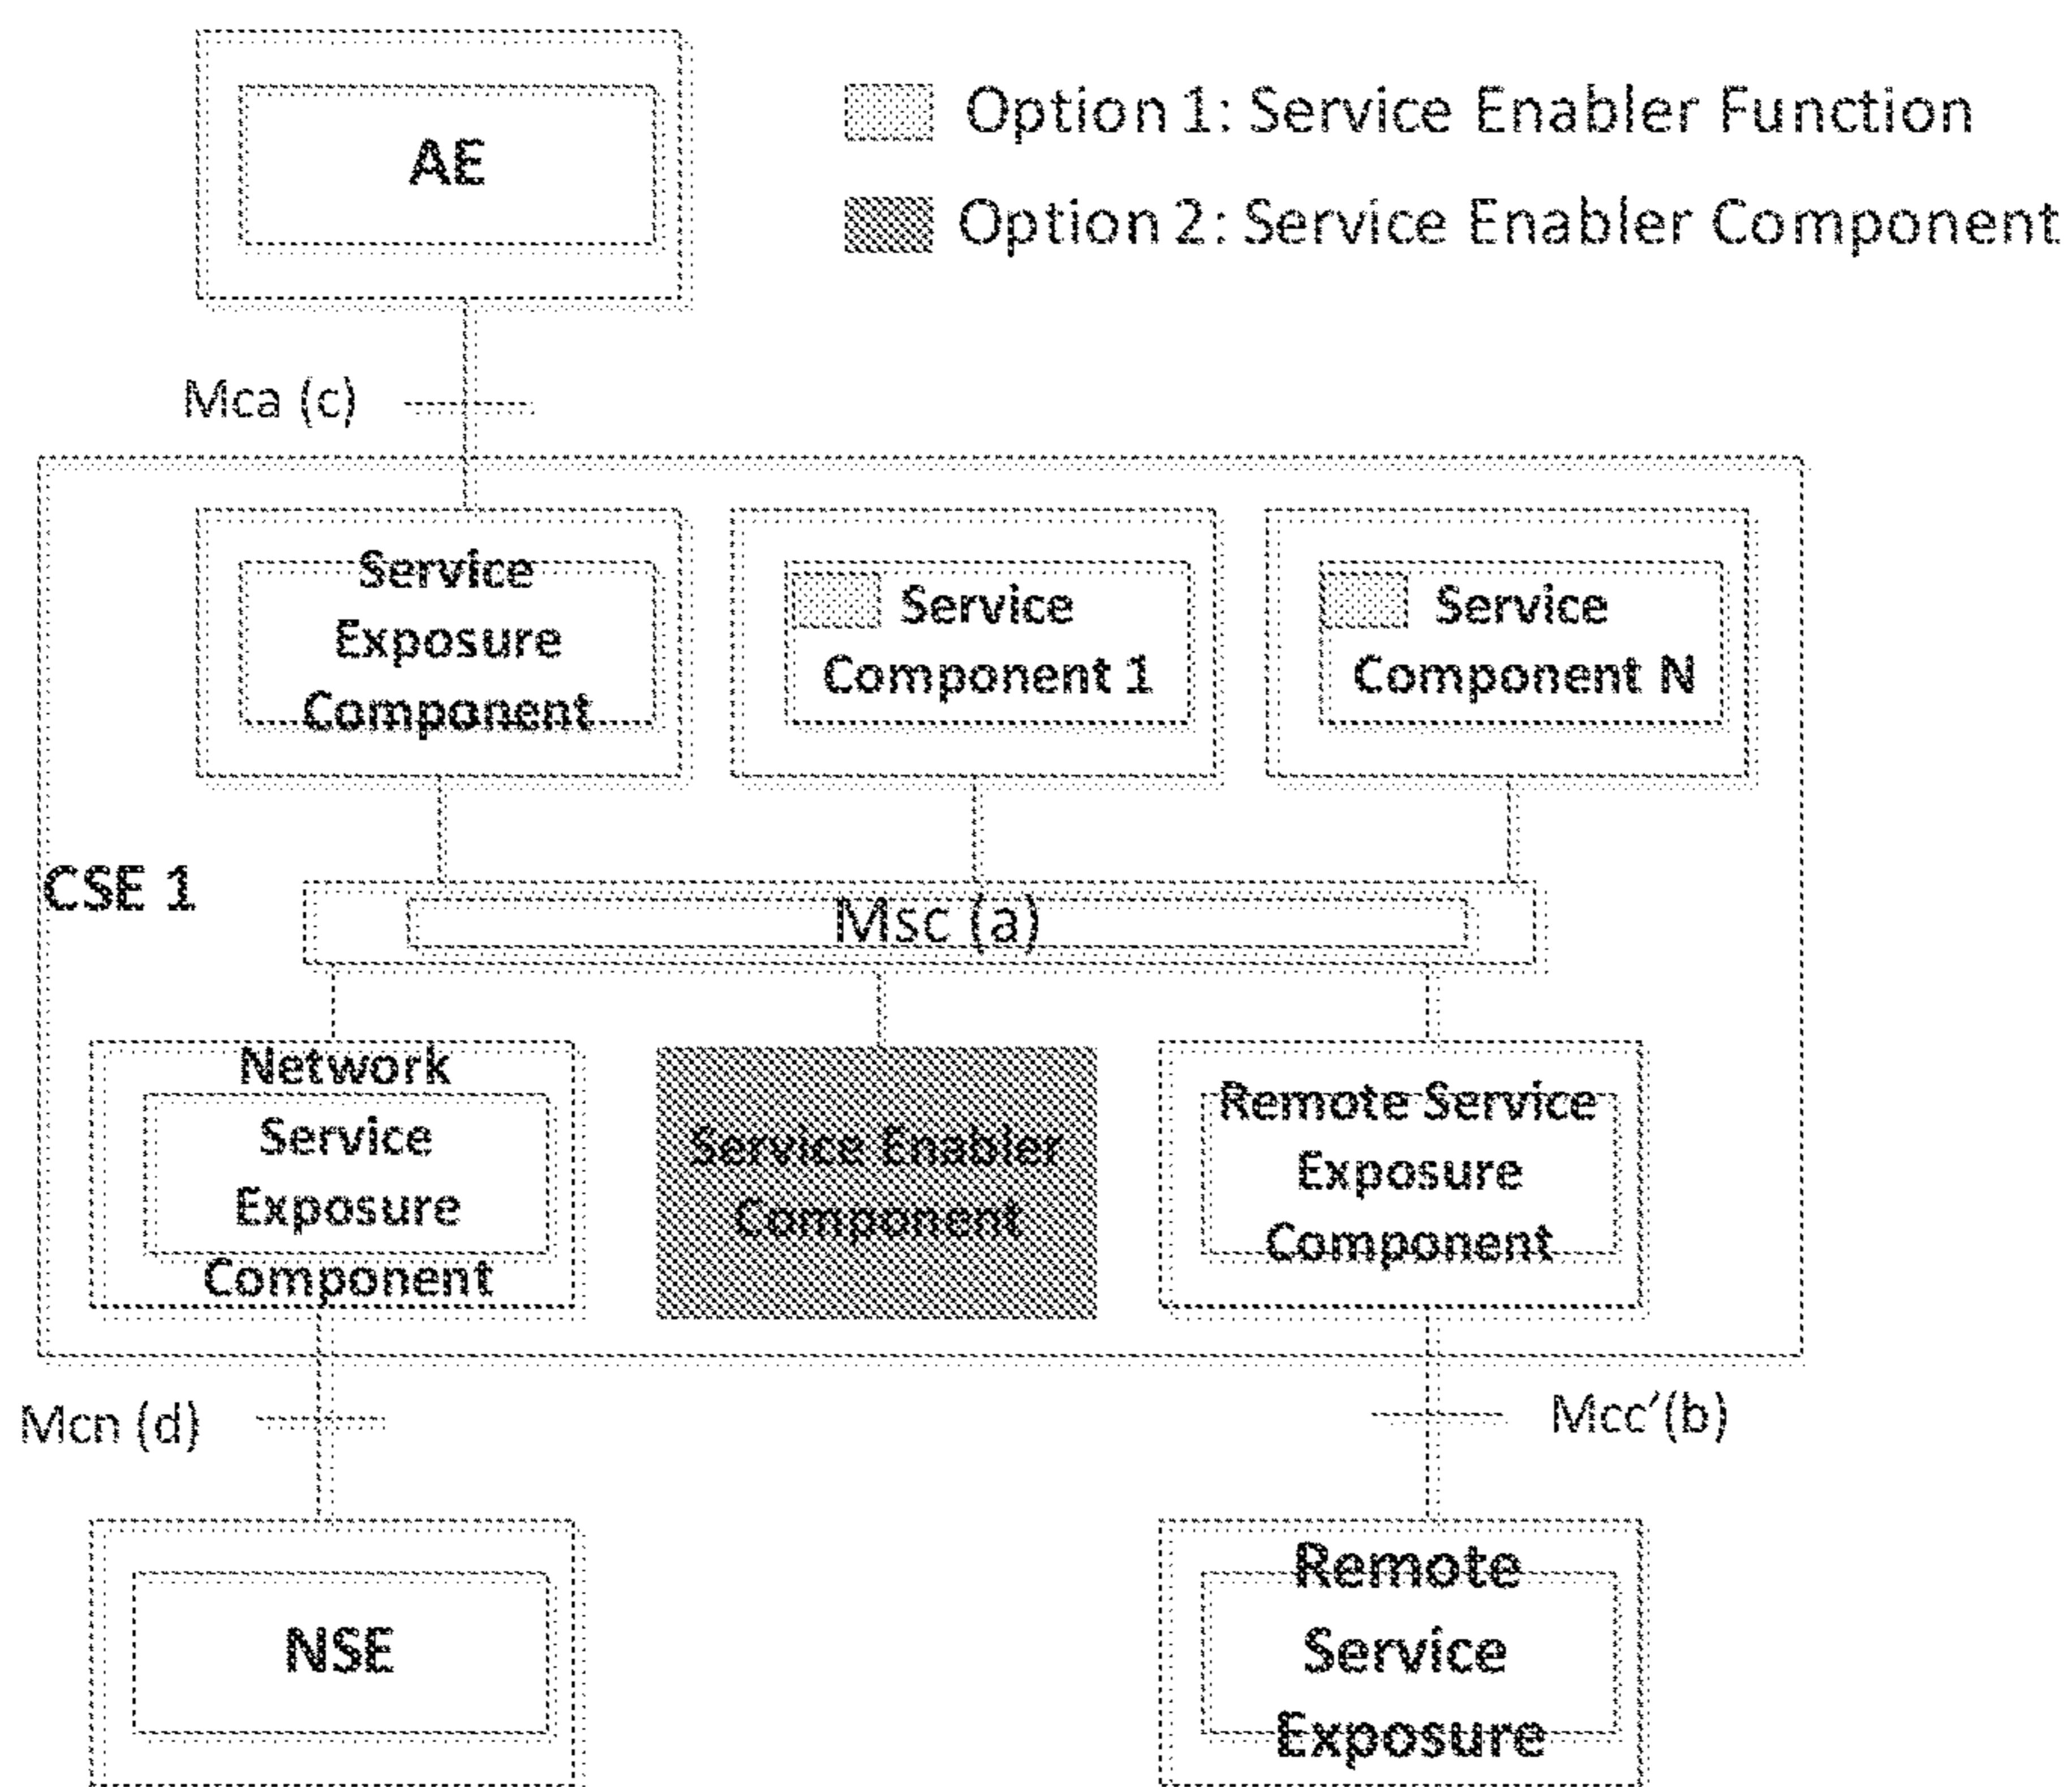 AE
Option 1: Service Enabler Function
Option 2: Service Enabler Component
Mca (c)
Service
Exposure
Component
Service
Component 1
Service
Component N
CSE 1
Msc (a)
Network
Service
Exposure
Component
Service Enabler
Component
Remote Service
Exposure
Component
Mcn (d)
Mcc′(b)
NSE
Remote
Service
Exposure